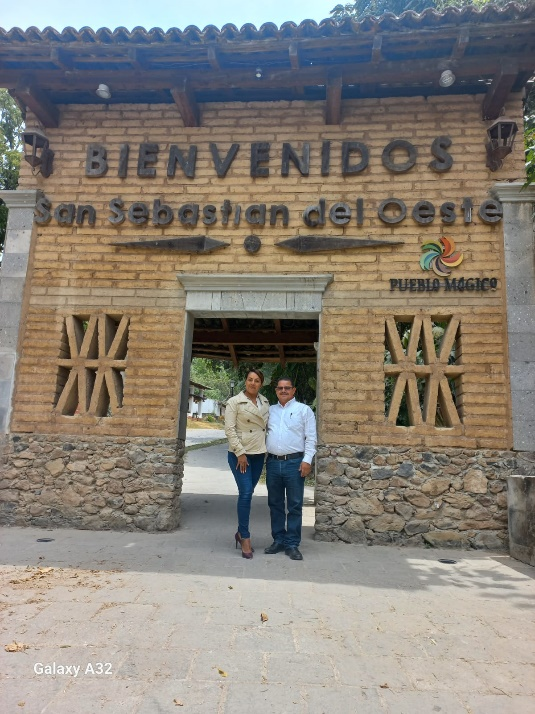 BIENVENIDOS
San Sebastian del Oeste
PUEBLO MÁGICO
Galaxy A32